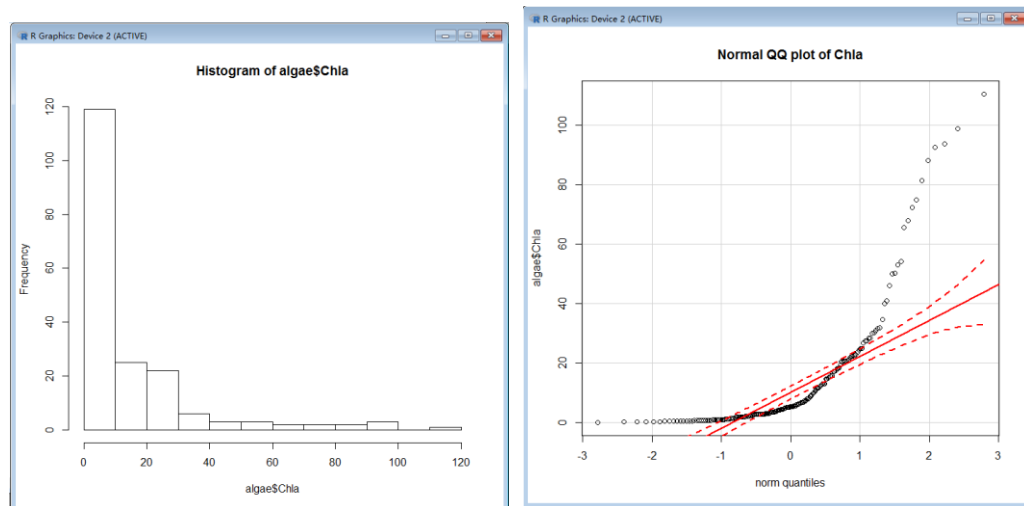 R Graphics: Device 2 (ACTIVE)
Histogram of algae$Chla
Frequency
120
100
80
60
40
20
0
0 20 40 60 80 100 120
algae$Chla
R Graphics: Device 2 (ACTIVE)
Normal QQ plot of Chla
algae$Chla
100
80
60
40
20
0
-3 -2 -1 0 1 2 3
norm quantiles